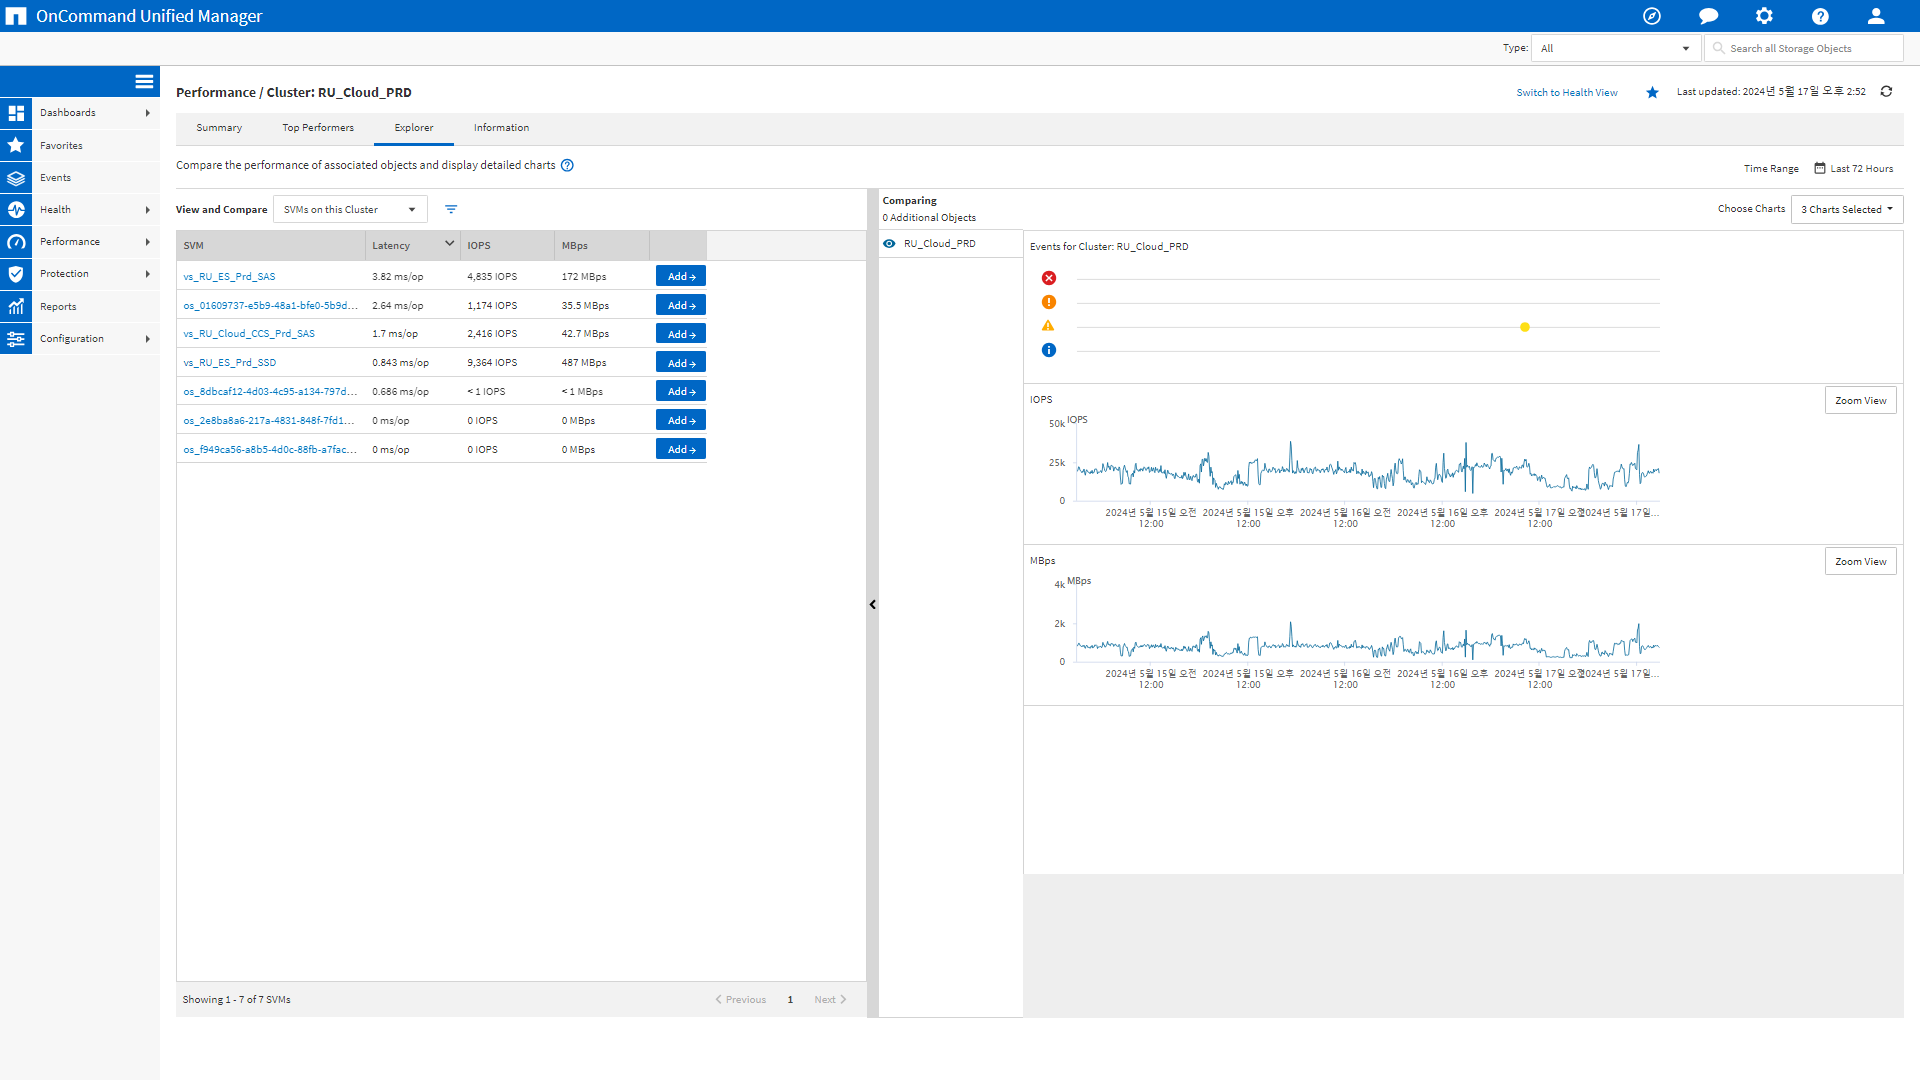 OnCommand Unified Manager
Type: All
Search all Storage Objects
Dashboards
Favorites
Events
Health
Performance
Protection
Reports
Configuration
Performance / Cluster: RU_Cloud_PRD
Switch to Health View
Last updated: 2024년 5월 17일 오후 2:52
Summary Top Performers Explorer Information
Compare the performance of associated objects and display detailed charts
Time Range Last 72 Hours
View and Compare SVMs on this Cluster
SVM Latency IOPS MBps
vs_RU_ES_Prd_SAS 3.82 ms/op 4,835 IOPS 172 MBps Add →
os_01609737-e5b9-48a1-bfe0-5b9d... 2.64 ms/op 1,174 IOPS 35.5 MBps Add →
vs_RU_Cloud_CCS_Prd_SAS 1.7 ms/op 2,416 IOPS 42.7 MBps Add →
vs_RU_ES_Prd_SSD 0.843 ms/op 9,364 IOPS 487 MBps Add →
os_8dbcaf12-4d03-4c95-a134-797d... 0.686 ms/op < 1 IOPS < 1 MBps Add →
os_2e8ba8a6-217a-4831-848f-7fd1... 0 ms/op 0 IOPS 0 MBps Add →
os_f949ca56-a8b5-4d0c-88fb-a7fac... 0 ms/op 0 IOPS 0 MBps Add →
Showing 1 - 7 of 7 SVMs
Previous 1 Next
Comparing
0 Additional Objects
RU_Cloud_PRD
Choose Charts 3 Charts Selected
Events for Cluster: RU_Cloud_PRD
IOPS
Zoom View
50k IOPS
25k
0
2024년 5월 15일 오전 12:00
2024년 5월 15일 오후 12:00
2024년 5월 16일 오전 12:00
2024년 5월 16일 오후 12:00
2024년 5월 17일 오전 12:00
2024년 5월 17일...
MBps
Zoom View
4k MBps
2k
0
2024년 5월 15일 오전 12:00
2024년 5월 15일 오후 12:00
2024년 5월 16일 오전 12:00
2024년 5월 16일 오후 12:00
2024년 5월 17일 오전 12:00
2024년 5월 17일...